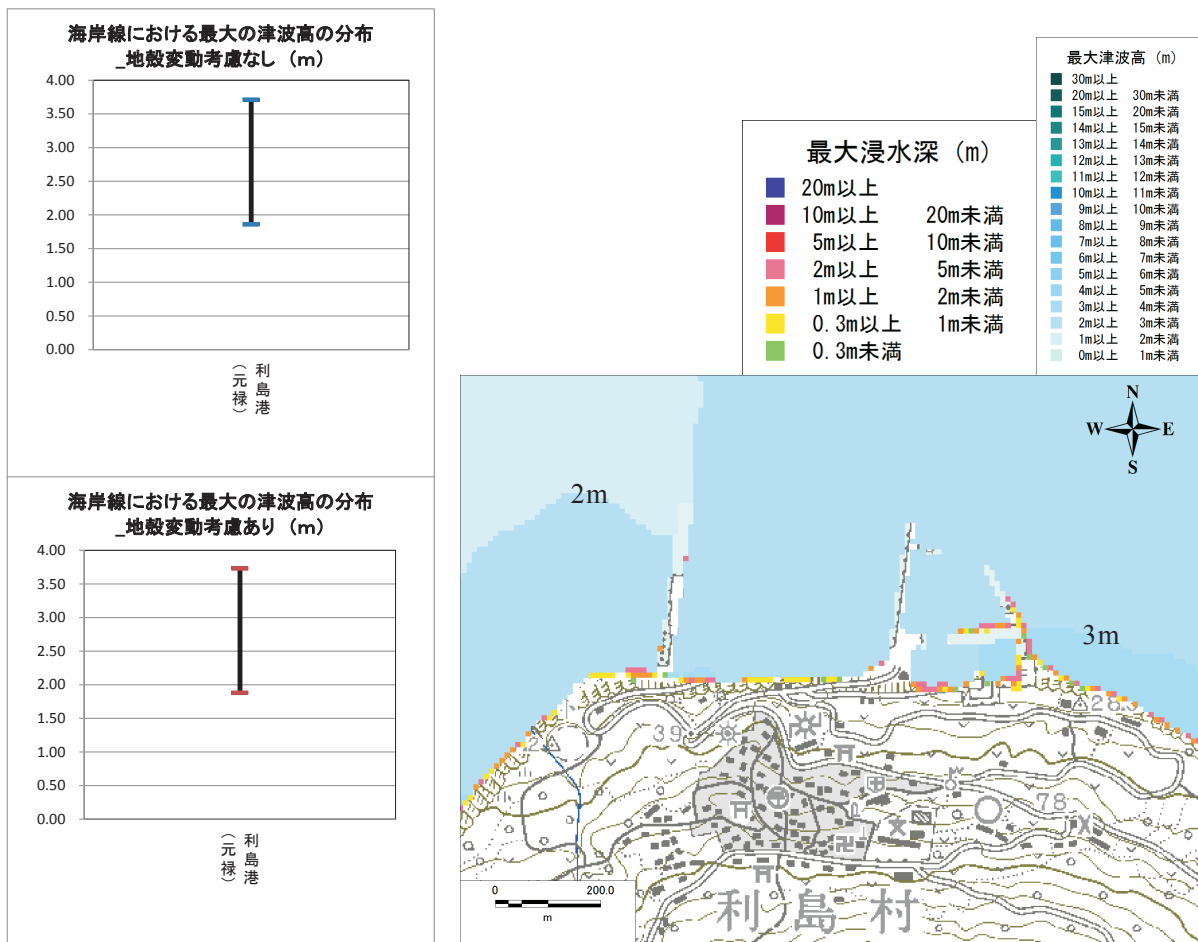 海岸線における最大の津波高の分布
_地殻変動考慮なし（m）
4.00
3.50
3.00
2.50
2.00
1.50
1.00
0.50
0.00
利島港
（元禄）
海岸線における最大の津波高の分布
_地殻変動考慮あり（m）
4.00
3.50
3.00
2.50
2.00
1.50
1.00
0.50
0.00
利島港
（元禄）
最大浸水深（m）
20m以上
10m以上 20m未満
5m以上 10m未満
2m以上 5m未満
1m以上 2m未満
0.3m以上 1m未満
0.3m未満
最大津波高（m）
30m以上
20m以上 30m未満
15m以上 20m未満
14m以上 15m未満
13m以上 14m未満
12m以上 13m未満
11m以上 12m未満
10m以上 11m未満
9m以上 10m未満
8m以上 9m未満
7m以上 8m未満
6m以上 7m未満
5m以上 6m未満
4m以上 5m未満
3m以上 4m未満
2m以上 3m未満
1m以上 2m未満
0m以上 1m未満
N
W E
S
2m
3m
39
78
利島村
0 200.0
m